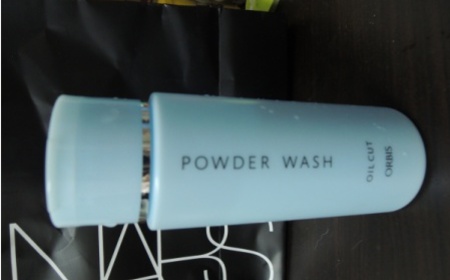 POWDER WASH
OIL CUT
ORBIS
NARS